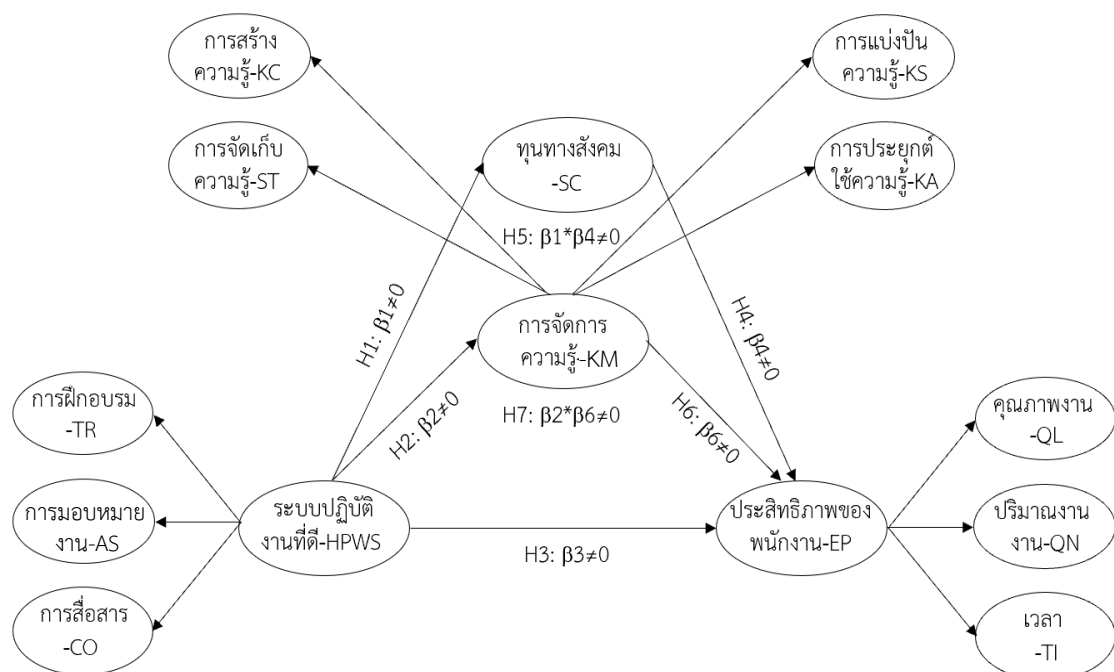 การสร้าง
ความรู้-KC
การแบ่งปัน
ความรู้-KS
การจัดเก็บ
ความรู้-ST
ทุนทางสังคม
-SC
การประยุกต์
ใช้ความรู้-KA
H5: β1*β4≠0
H1: β1≠0
H4: β4≠0
การจัดการ
ความรู้-KM
H2: β2≠0
H7: β2*β6≠0
H6: β6≠0
การฝึกอบรม
-TR
คุณภาพงาน
-QL
การมอบหมาย
งาน-AS
ระบบปฏิบัติ
งานที่ดี-HPWS
H3: β3≠0
ประสิทธิภาพของ
พนักงาน-EP
ปริมาณงาน
งาน-QN
การสื่อสาร
-CO
เวลา
-TI